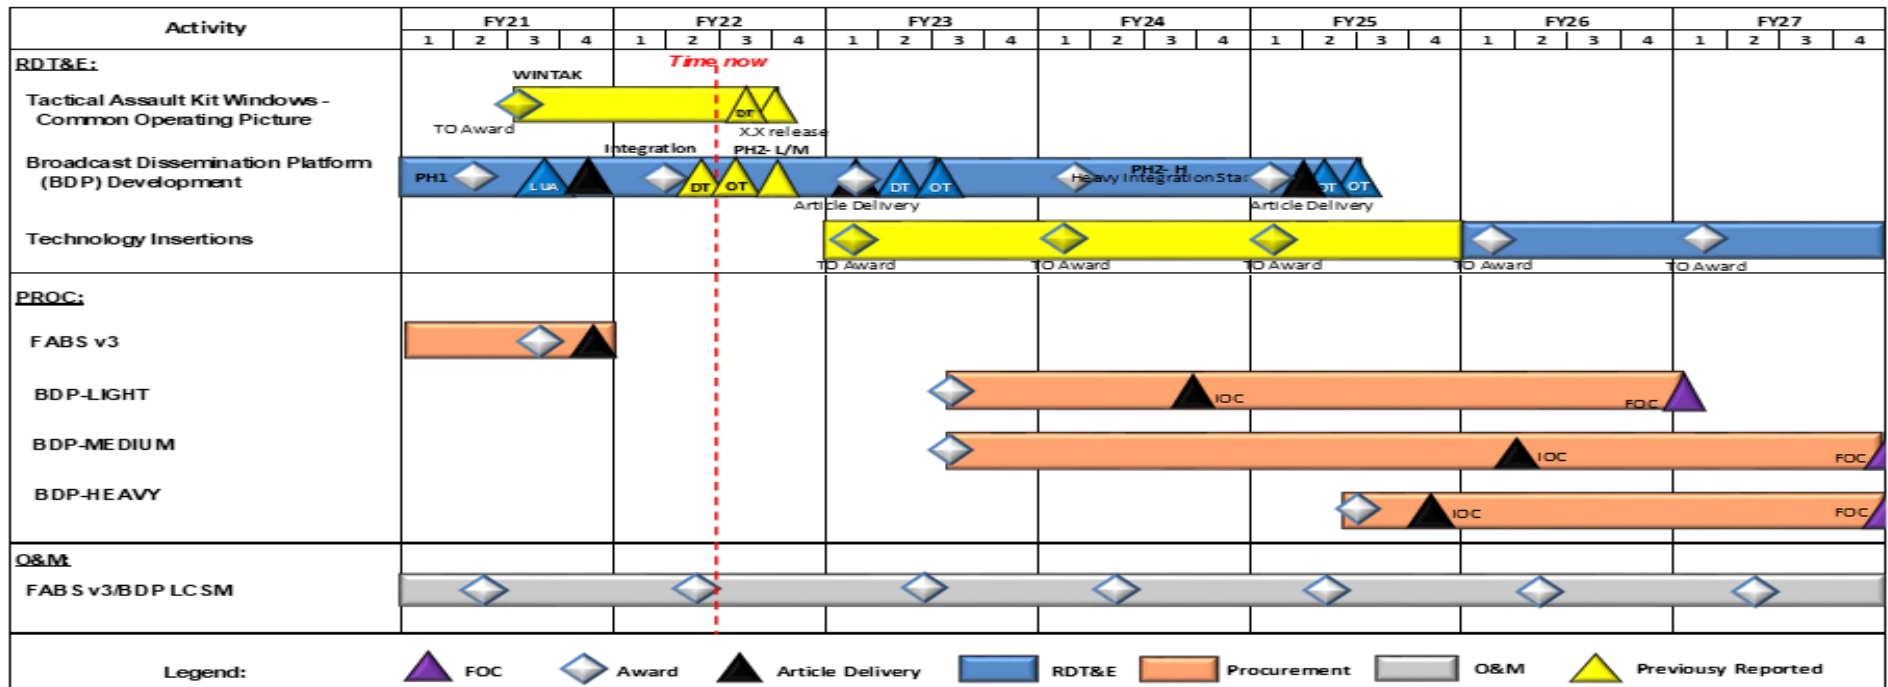 Activity FY21 FY22 FY23 FY24 FY25 FY26 FY27
1 2 3 4 1 2 3 4 1 2 3 4 1 2 3 4 1 2 3 4 1 2 3 4 1 2 3 4
RDT&E: Time now
WINTAK
Tactical Assault Kit Windows -
Common Operating Picture
DT
TO Award X.X release
Integration PH2- L/M
Broadcast Dissemination Platform
(BDP) Development
PH1 LUA DT OT DT OT PH2- H
Heavy Integration Sta DT OT
Article Delivery Article Delivery
Technology Insertions
TO Award TO Award TO Award TO Award TO Award
PROC:
FABS v3
BDP-LIGHT IOC FOC
BDP-MEDIUM IOC FOC
BDP-HEAVY IOC FOC
O&M:
FABS v3/BDP LCSM
Legend: FOC Award Article Delivery RDT&E Procurement O&M Previousy Reported